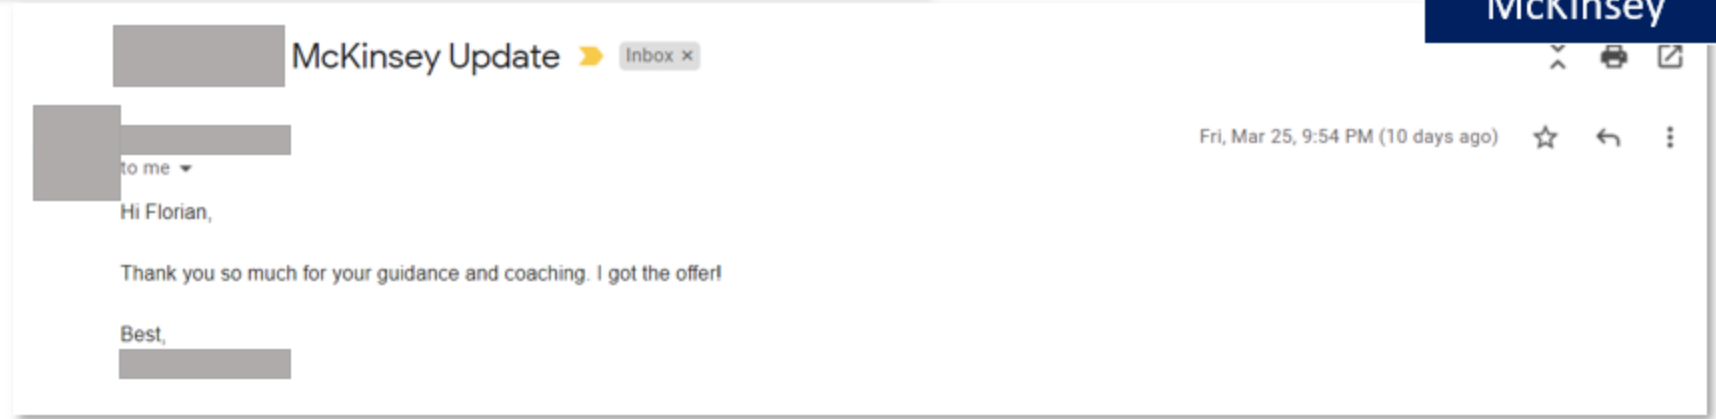 McKinsey
McKinsey Update Inbox ×
Fri, Mar 25, 9:54 PM (10 days ago)
to me
Hi Florian,
Thank you so much for your guidance and coaching. I got the offer!
Best,